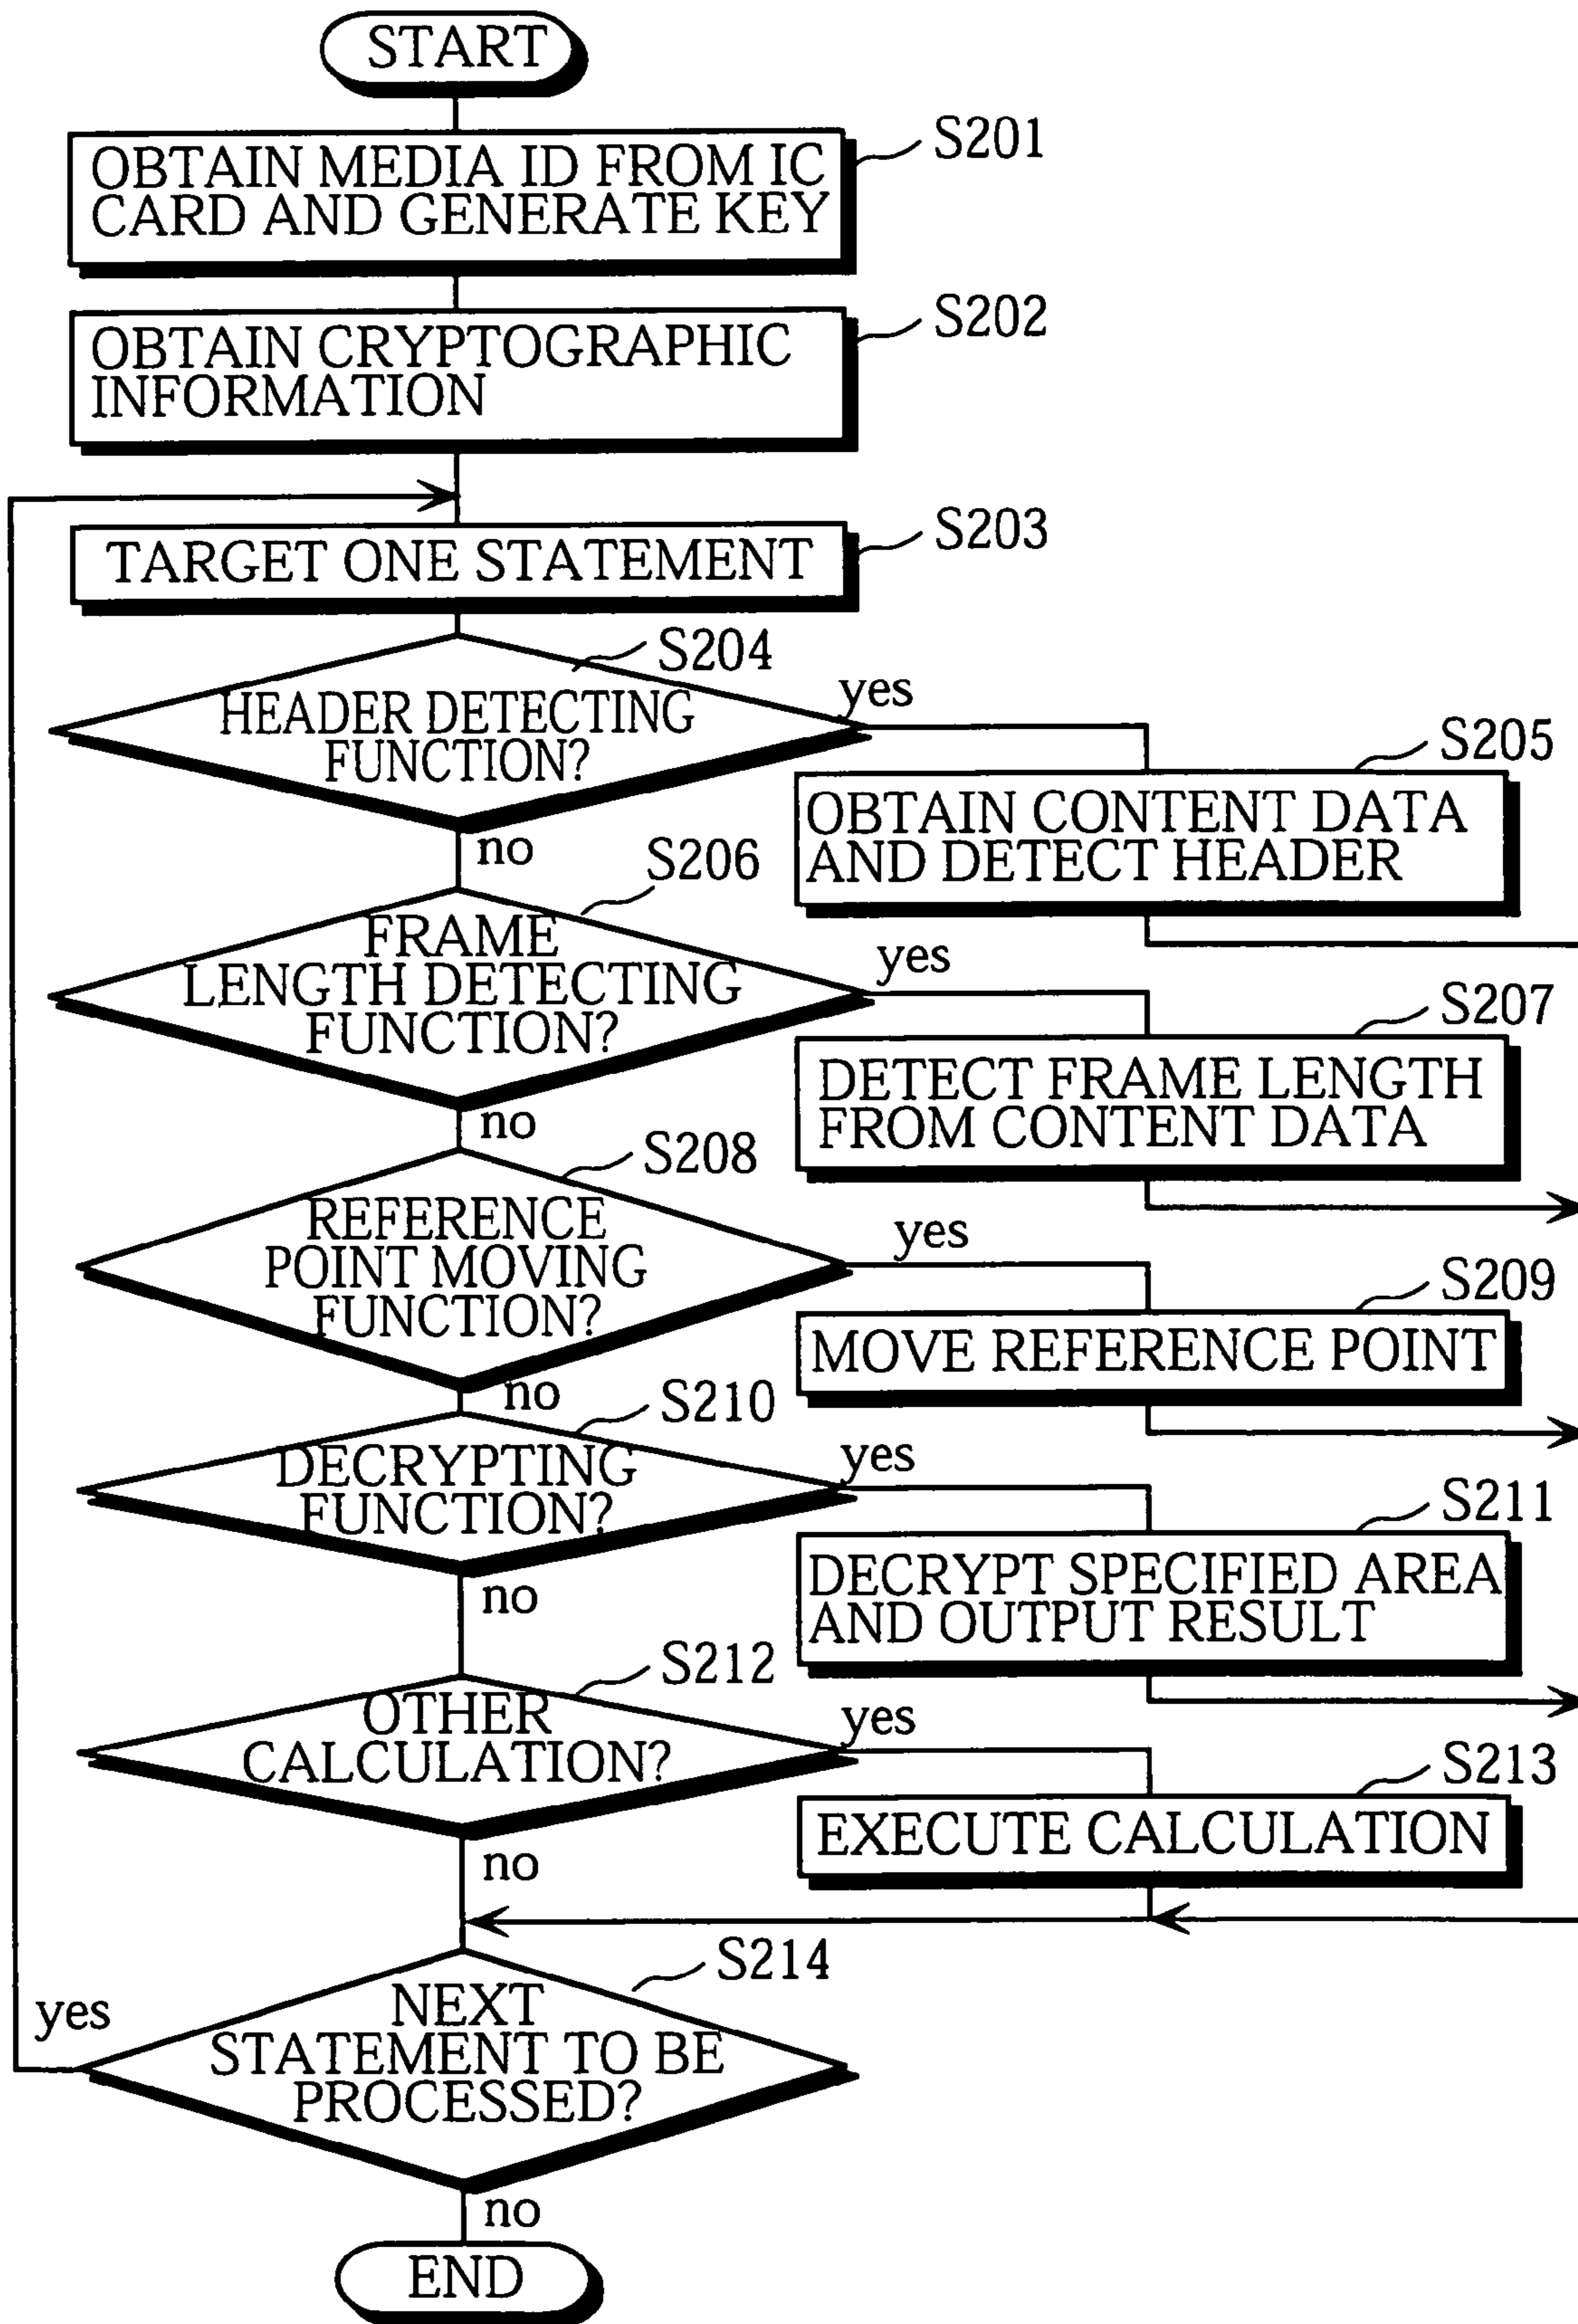 START
OBTAIN MEDIA ID FROM IC
CARD AND GENERATE KEY
S201
OBTAIN CRYPTOGRAPHIC
INFORMATION
S202
TARGET ONE STATEMENT
S203
HEADER DETECTING
FUNCTION?
S204
yes
no
OBTAIN CONTENT DATA
AND DETECT HEADER
S205
FRAME
LENGTH DETECTING
FUNCTION?
S206
yes
no
DETECT FRAME LENGTH
FROM CONTENT DATA
S207
REFERENCE
POINT MOVING
FUNCTION?
S208
yes
no
MOVE REFERENCE POINT
S209
DECRYPTING
FUNCTION?
S210
yes
no
DECRYPT SPECIFIED AREA
AND OUTPUT RESULT
S211
OTHER
CALCULATION?
S212
yes
no
EXECUTE CALCULATION
S213
NEXT
STATEMENT TO BE
PROCESSED?
S214
yes
no
END